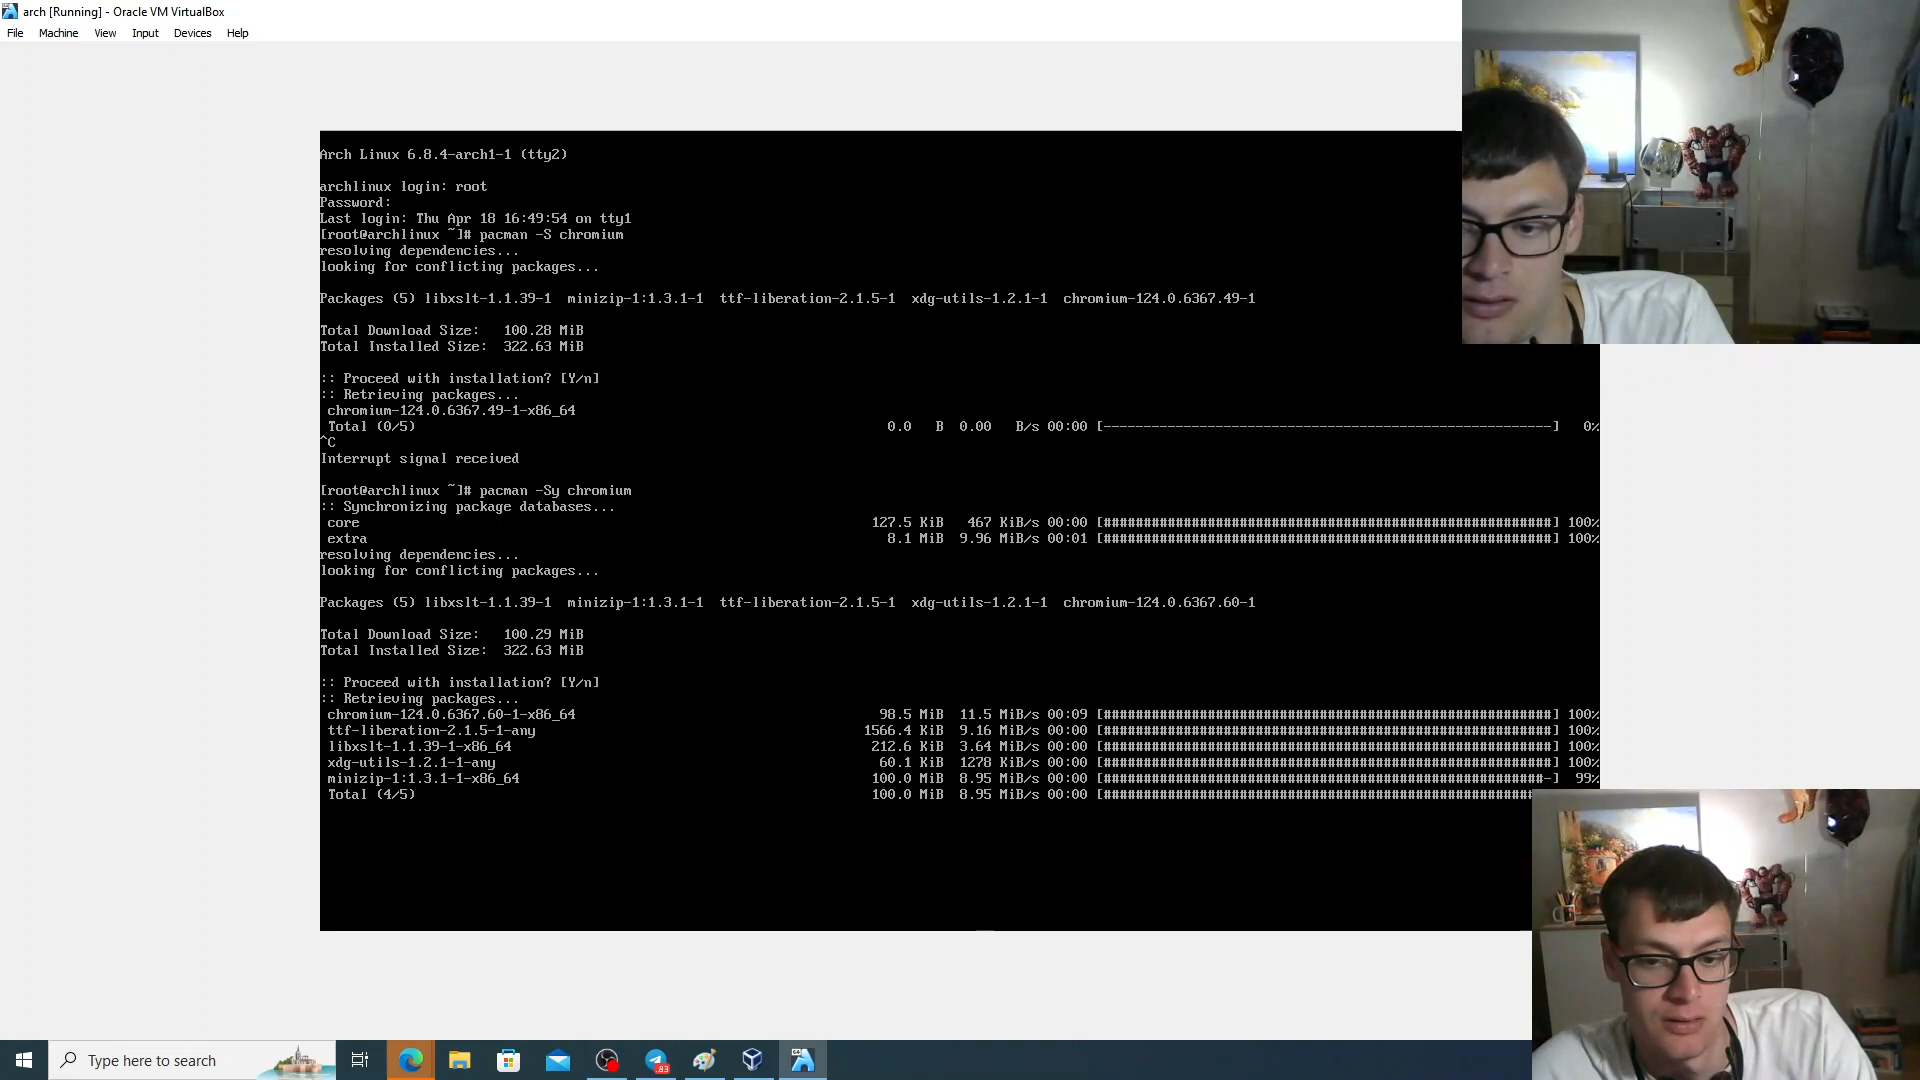 arch [Running] - Oracle VM VirtualBox
File Machine View Input Devices Help
Arch Linux 6.8.4-arch1-1 (tty2)
archlinux login: root
Password:
Last login: Thu Apr 18 16:49:54 on tty1
[root@archlinux ~]# pacman -S chromium
resolving dependencies...
looking for conflicting packages...
Packages (5) libxslt-1.1.39-1 minizip-1:1.3.1-1 ttf-liberation-2.1.5-1 xdg-utils-1.2.1-1 chromium-124.0.6367.49-1
Total Download Size: 100.28 MiB
Total Installed Size: 322.63 MiB
:: Proceed with installation? [Y/n]
:: Retrieving packages...
chromium-124.0.6367.49-1-x86_64
Total (0/5) 0.0 B 0.00 B/s 00:00 [--------------------------------------------------------] 0%
^C
Interrupt signal received
[root@archlinux ~]# pacman -Sy chromium
:: Synchronizing package databases...
core 127.5 KiB 467 KiB/s 00:00 [########################################################] 100%
extra 8.1 MiB 9.96 MiB/s 00:01 [########################################################] 100%
resolving dependencies...
looking for conflicting packages...
Packages (5) libxslt-1.1.39-1 minizip-1:1.3.1-1 ttf-liberation-2.1.5-1 xdg-utils-1.2.1-1 chromium-124.0.6367.60-1
Total Download Size: 100.29 MiB
Total Installed Size: 322.63 MiB
:: Proceed with installation? [Y/n]
:: Retrieving packages...
chromium-124.0.6367.60-1-x86_64 98.5 MiB 11.5 MiB/s 00:09 [########################################################] 100%
ttf-liberation-2.1.5-1-any 1566.4 KiB 9.16 MiB/s 00:00 [########################################################] 100%
libxslt-1.1.39-1-x86_64 212.6 KiB 3.64 MiB/s 00:00 [########################################################] 100%
xdg-utils-1.2.1-1-any 60.1 KiB 1278 KiB/s 00:00 [########################################################] 100%
minizip-1:1.3.1-1-x86_64 100.0 MiB 8.95 MiB/s 00:00 [#######################################################-] 99%
Total (4/5) 100.0 MiB 8.95 MiB/s 00:00 [######################################################
Type here to search
83
64